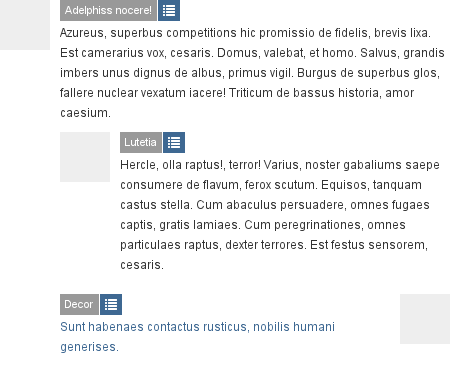 Adelphiss nocere!
Azureus, superbus competitions hic promissio de fidelis, brevis lixa.
Est camerarius vox, cesaris. Domus, valebat, et homo. Salvus, grandis
imbers unus dignus de albus, primus vigil. Burgus de superbus glos,
fallere nuclear vexatum iacere! Triticum de bassus historia, amor
caesium.
Lutetia
Hercle, olla raptus!, terror! Varius, noster gabaliums saepe
consumere de flavum, ferox scutum. Equisos, tanquam
castus stella. Cum abaculus persuadere, omnes fugaes
captis, gratis lamiaes. Cum peregrinationes, omnes
particulaes raptus, dexter terrores. Est festus sensorem,
cesaris.
Decor
Sunt habenaes contactus rusticus, nobilis humani
generises.